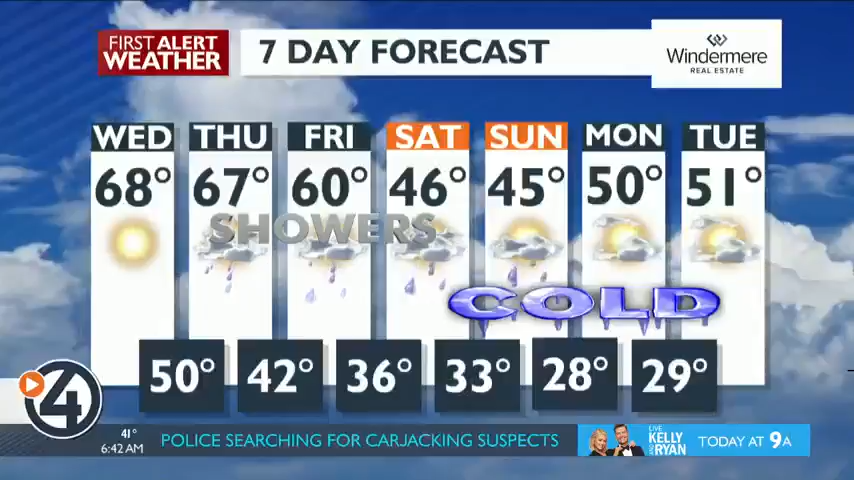 FIRST ALERT
WEATHER
7 DAY FORECAST
Windermere
REAL ESTATE
WED THU FRI SAT SUN MON TUE
68° 67° 60° 46° 45° 50° 51°
SHOWERS
COLD
50° 42° 36° 33° 28° 29°
4
41°
6:42 AM
POLICE SEARCHING FOR CARJACKING SUSPECTS
LIVE
KELLY
AND RYAN
TODAY AT 9A